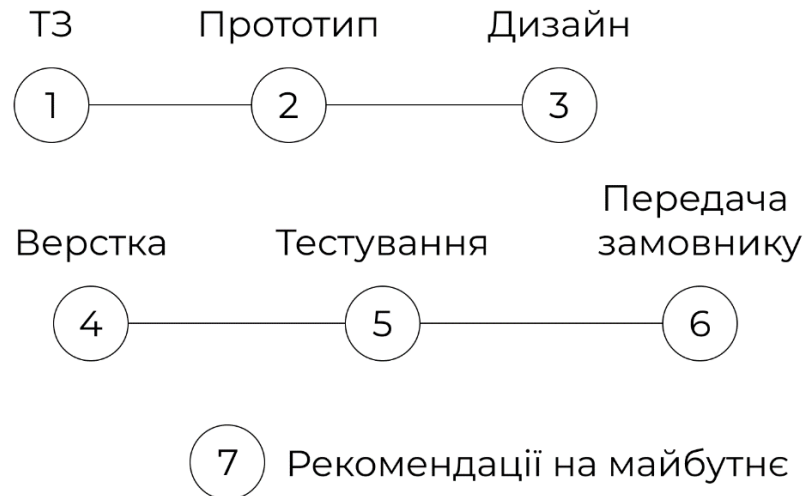 ТЗ Прототип Дизайн
1 2 3
Передача
Верстка Тестування замовнику
4 5 6
7 Рекомендації на майбутнє